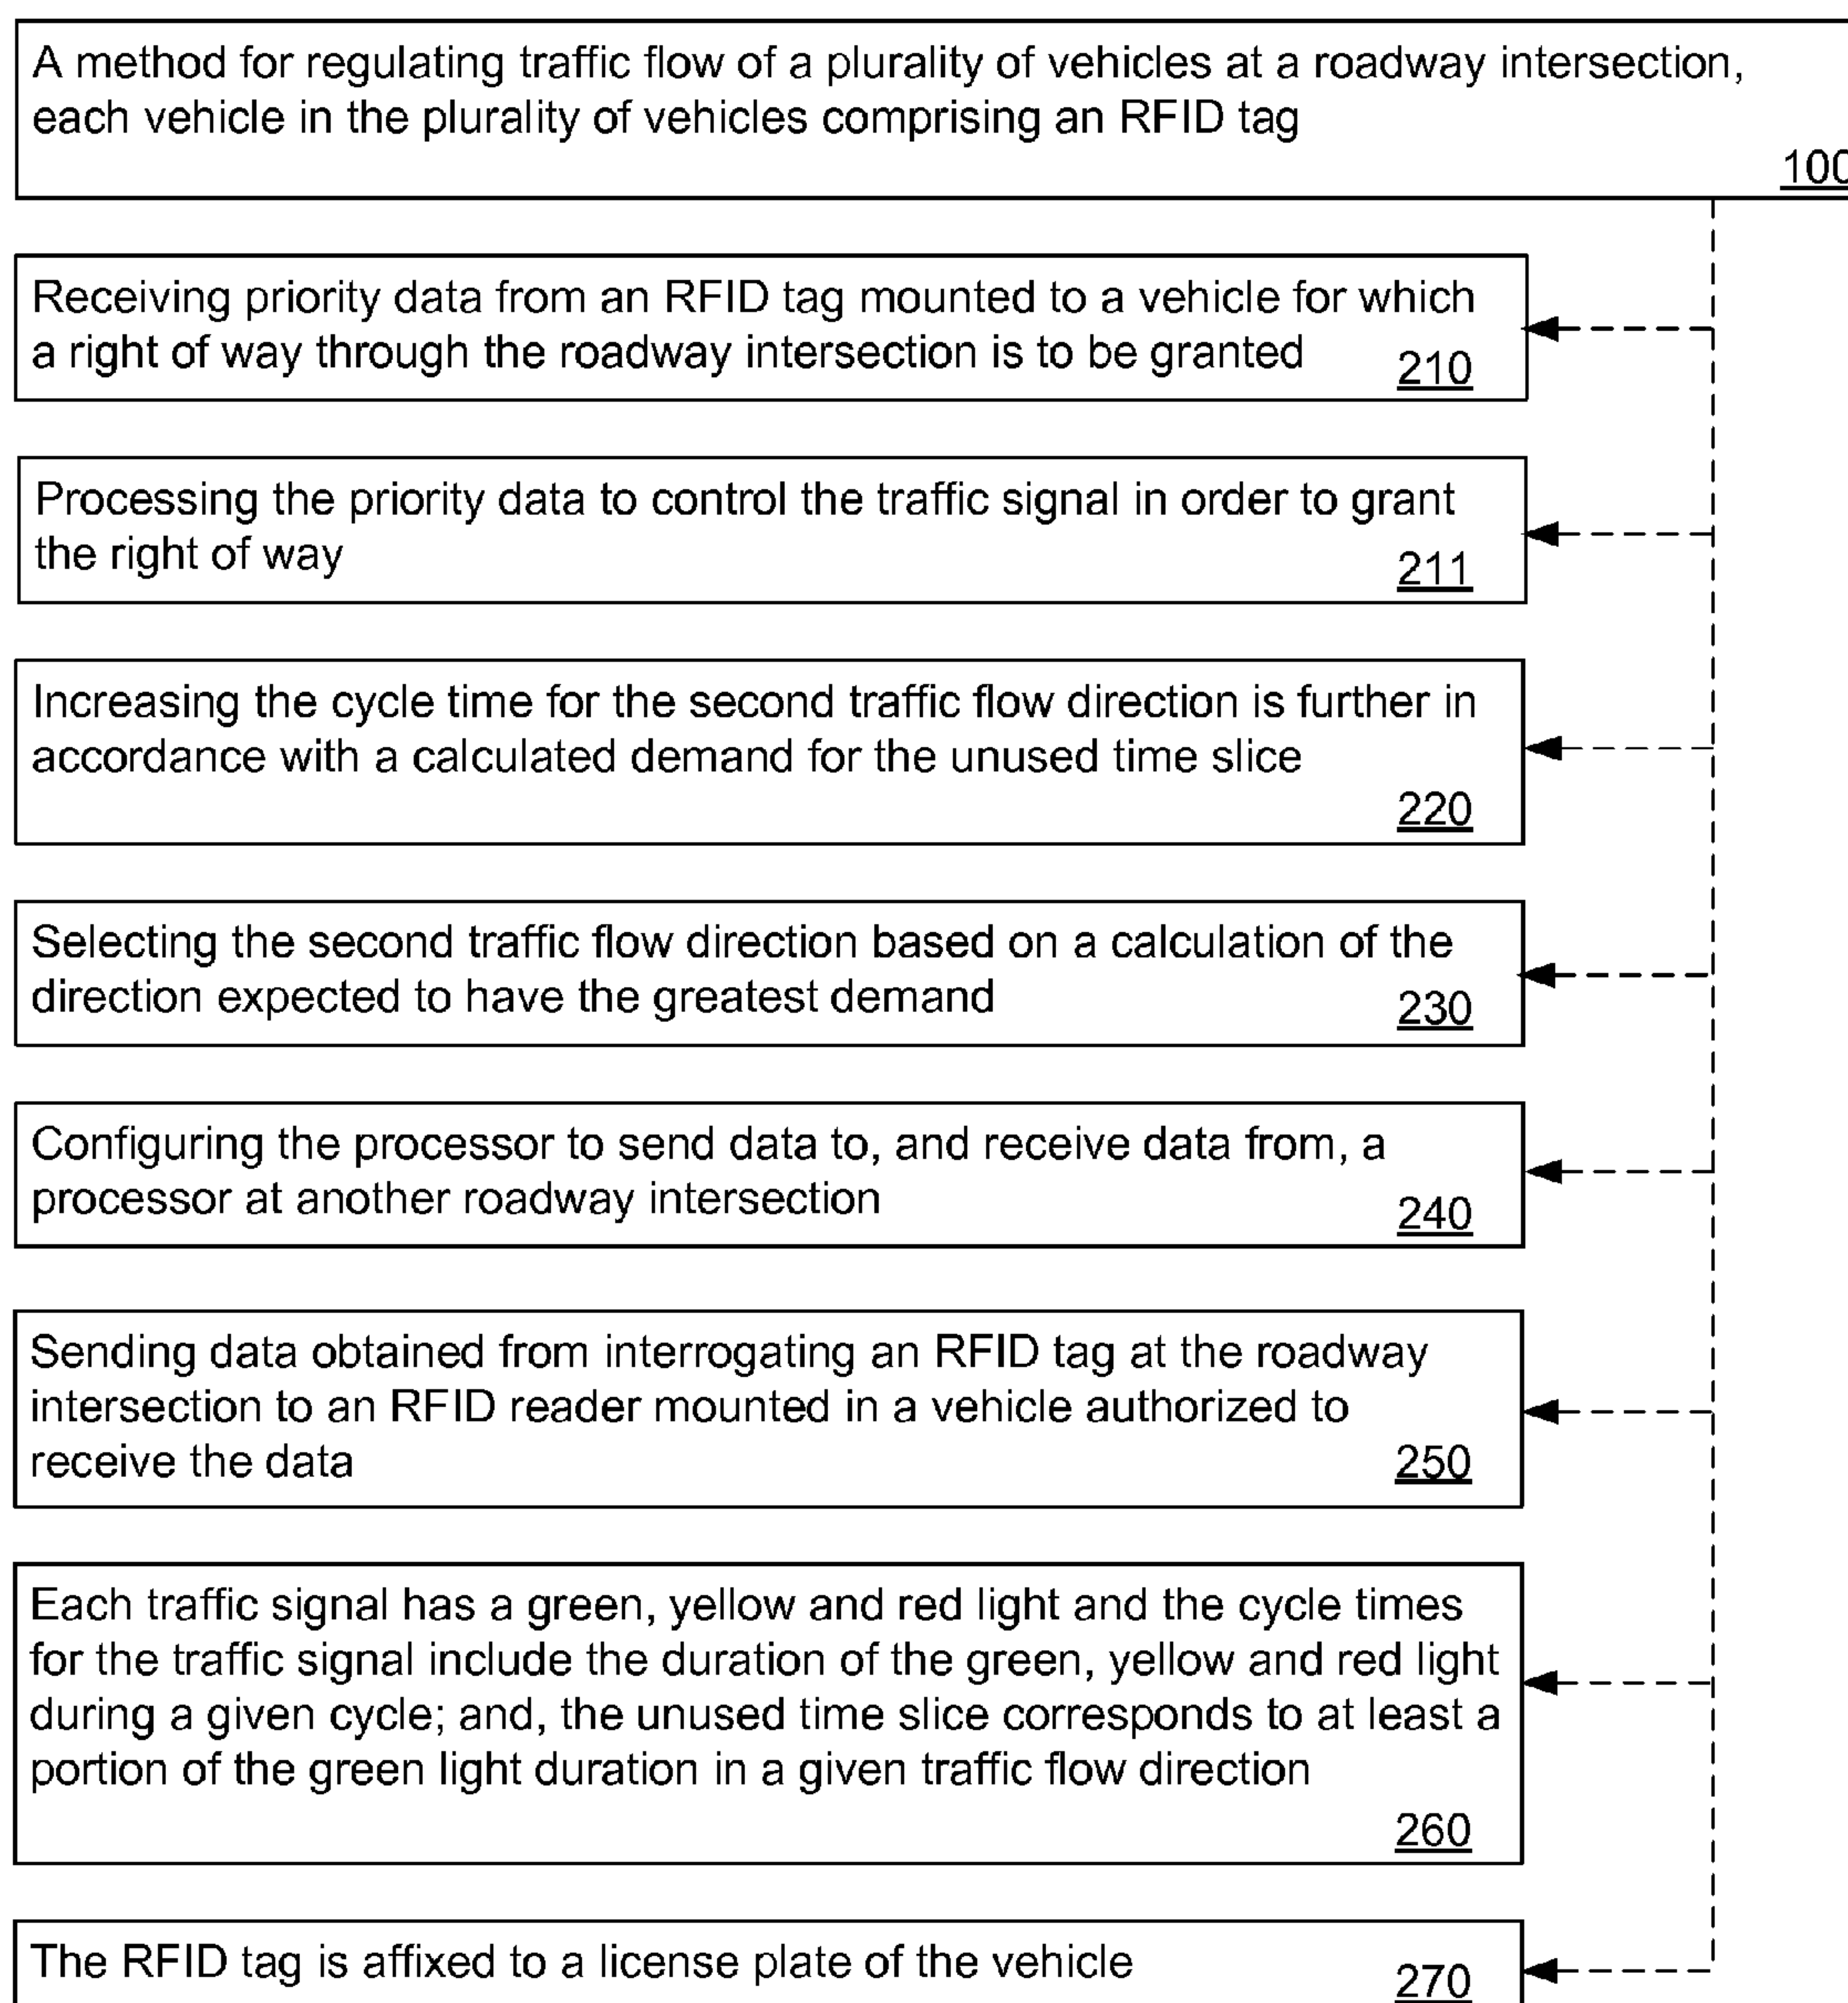 A method for regulating traffic flow of a plurality of vehicles at a roadway intersection,
each vehicle in the plurality of vehicles comprising an RFID tag
100
Receiving priority data from an RFID tag mounted to a vehicle for which
a right of way through the roadway intersection is to be granted
210
Processing the priority data to control the traffic signal in order to grant
the right of way
211
Increasing the cycle time for the second traffic flow direction is further in
accordance with a calculated demand for the unused time slice
220
Selecting the second traffic flow direction based on a calculation of the
direction expected to have the greatest demand
230
Configuring the processor to send data to, and receive data from, a
processor at another roadway intersection
240
Sending data obtained from interrogating an RFID tag at the roadway
intersection to an RFID reader mounted in a vehicle authorized to
receive the data
250
Each traffic signal has a green, yellow and red light and the cycle times
for the traffic signal include the duration of the green, yellow and red light
during a given cycle; and, the unused time slice corresponds to at least a
portion of the green light duration in a given traffic flow direction
260
The RFID tag is affixed to a license plate of the vehicle
270